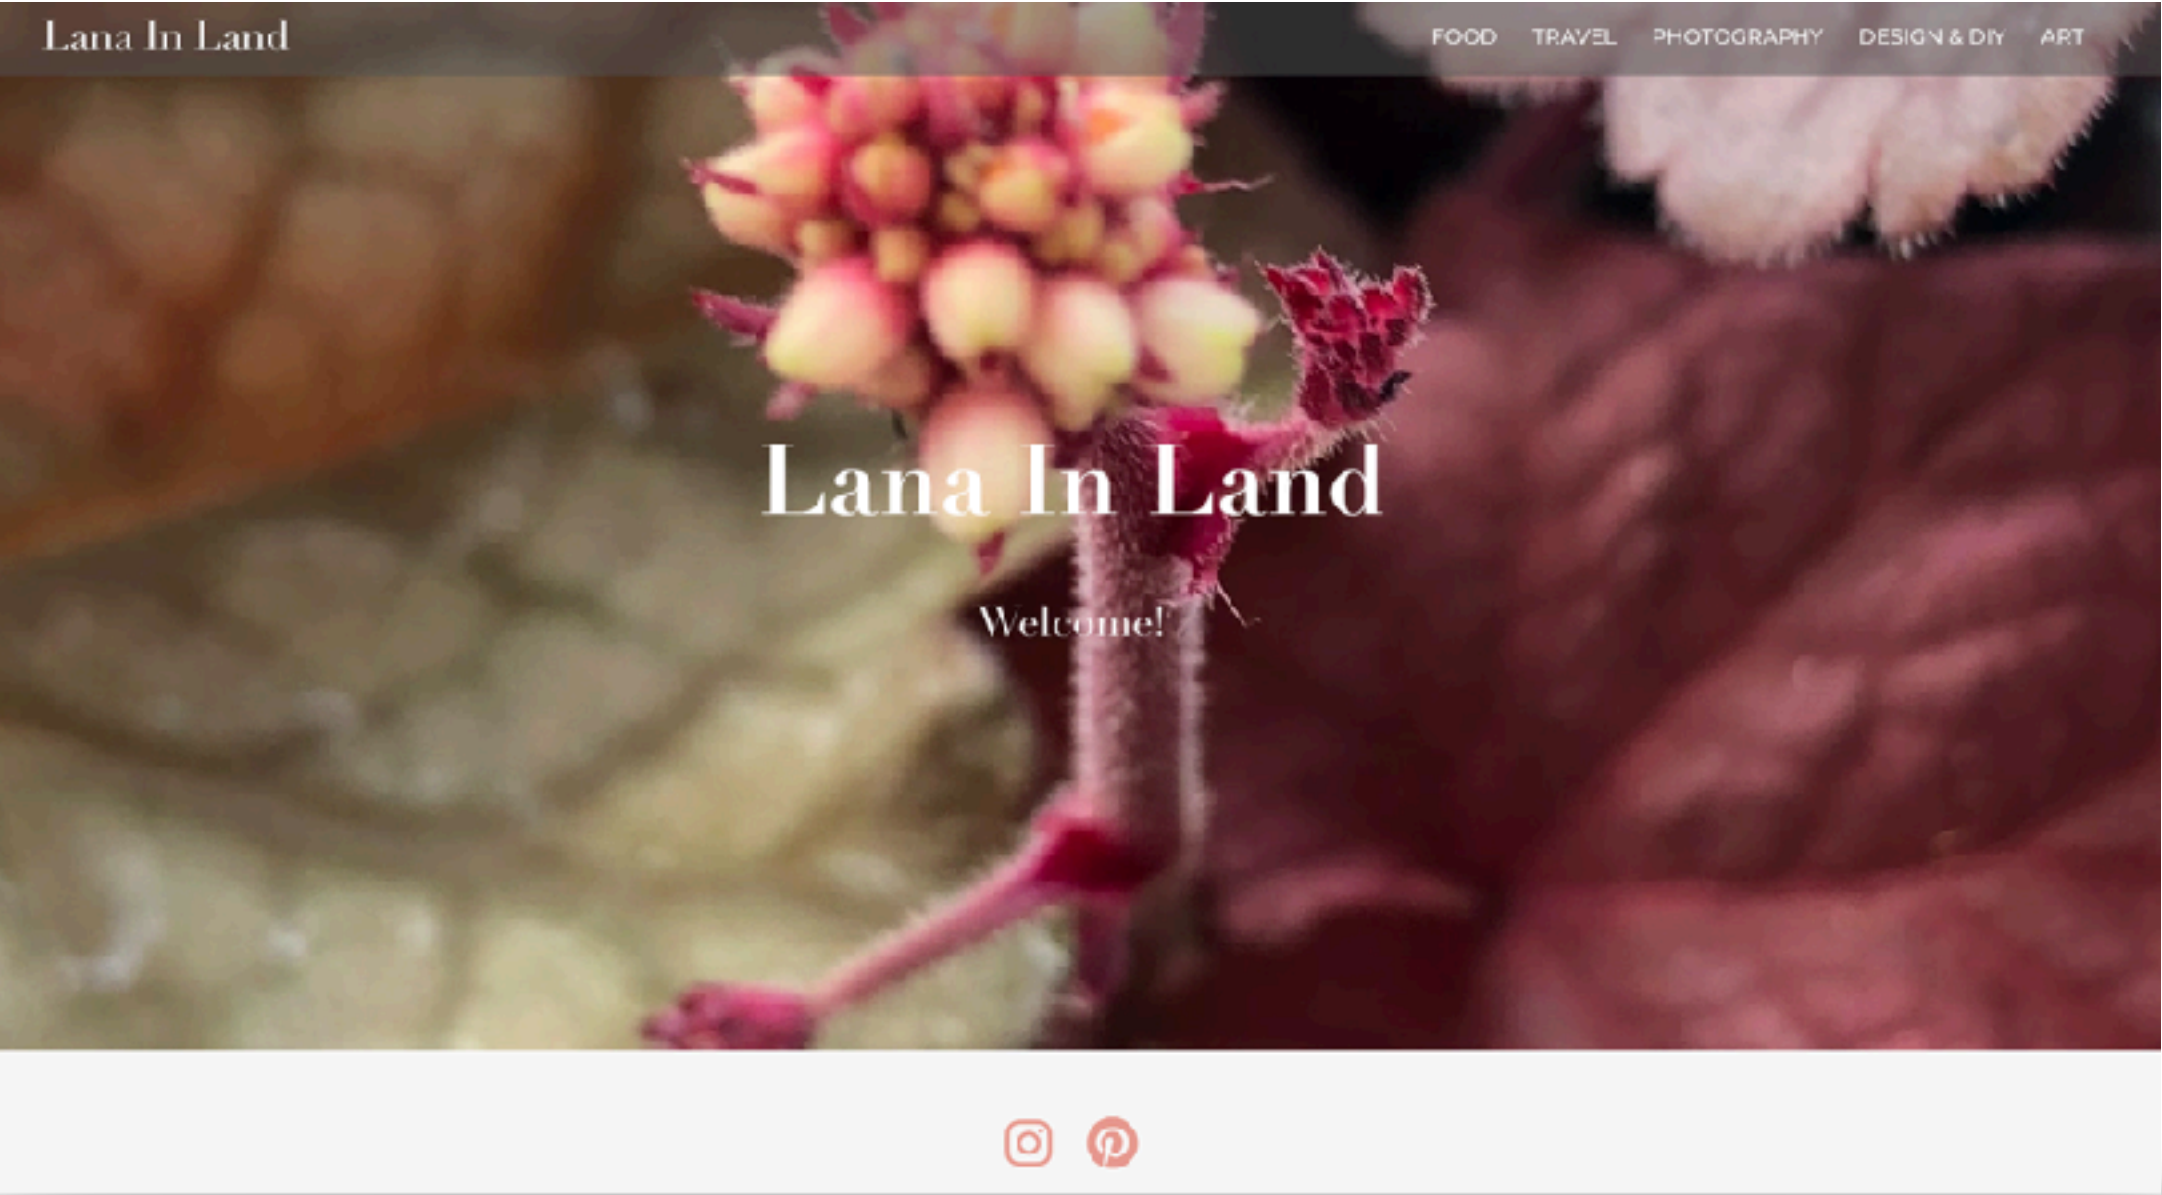 Lana In Land
FOOD TRAVEL PHOTOGRAPHY DESIGN & DIY ART
Lana In Land
Welcome!